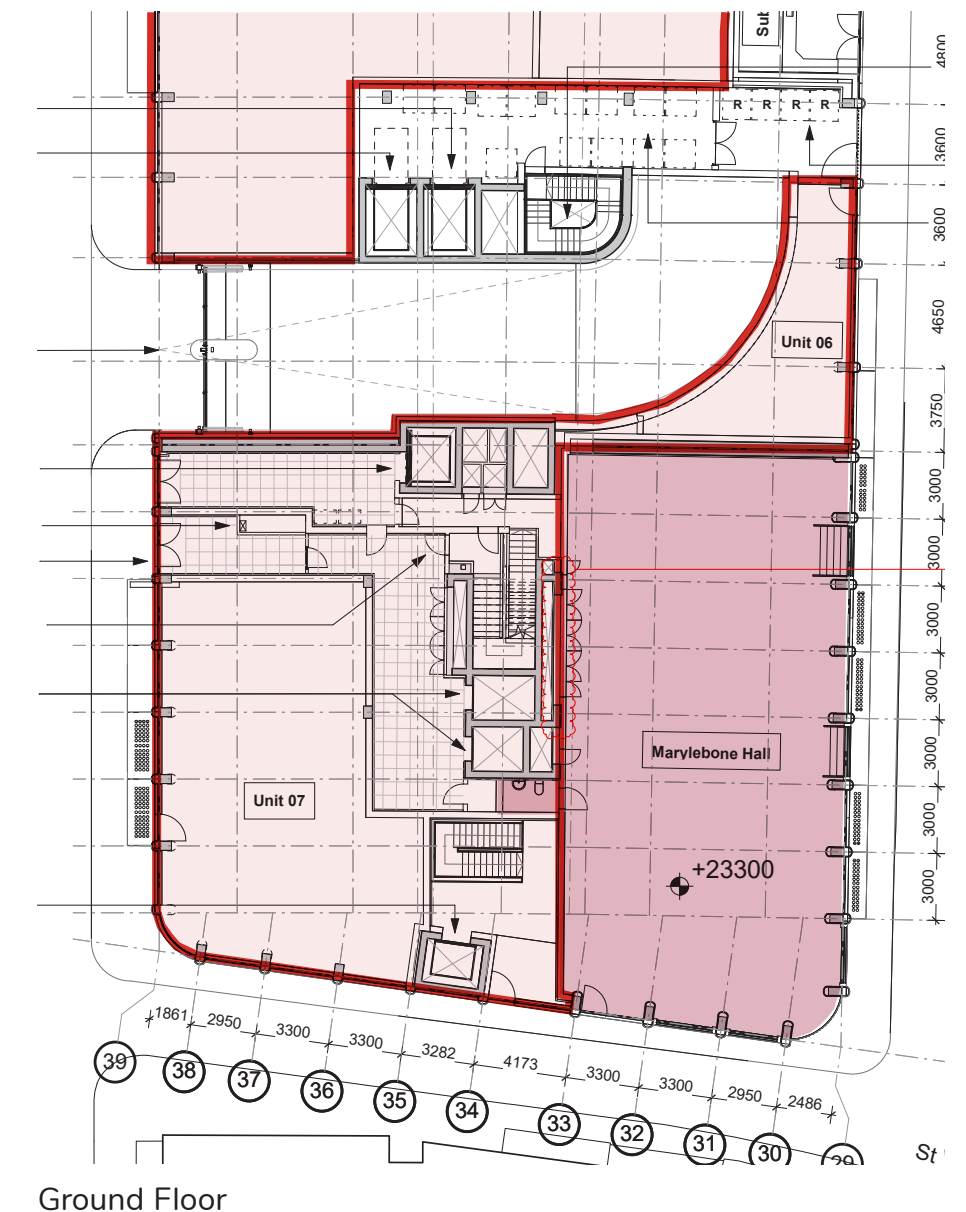 Sub
4800
R R R R
3600
3600
Unit 06
4650
3750
3000
3000
3000
3000
Marylebone Hall
3000
Unit 07
3000
+23300
3000
1861 2950 3300 3300 3282 4173 3300 3300 2950 2486
39 38 37 36 35 34 33 32 31 30 29
St
Ground Floor